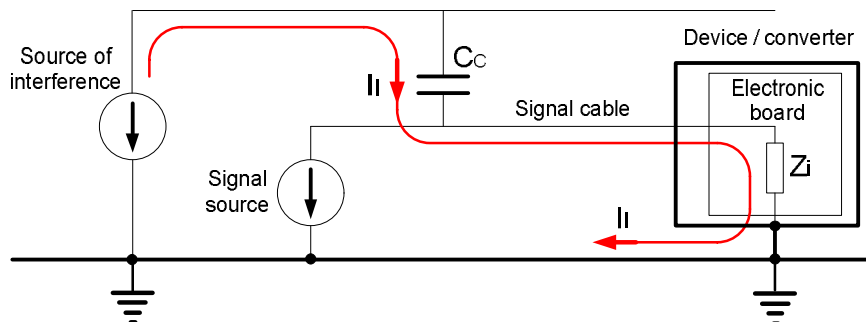 Source of
interference
II
CC
Device / converter
Electronic
board
Signal cable
Zi
Signal
source
II